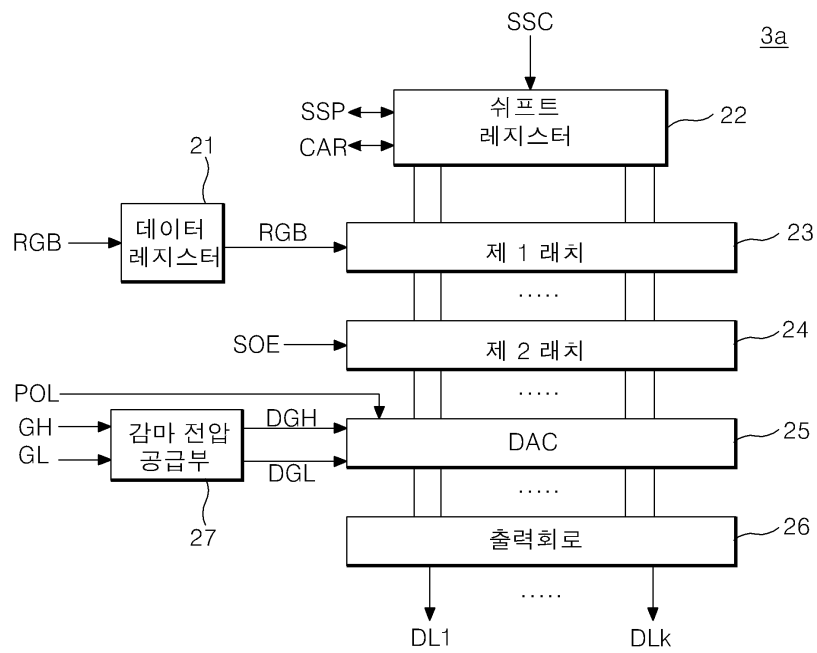 SSC
3a
SSP
CAR
쉬프트
레지스터
22
21
RGB
데이터
레지스터
RGB
제 1 래치
23
.....
SOE
제 2 래치
24
.....
POL
GH
GL
감마 전압
공급부
27
DGH
DGL
DAC
25
.....
출력회로
26
.....
DL1
DLk